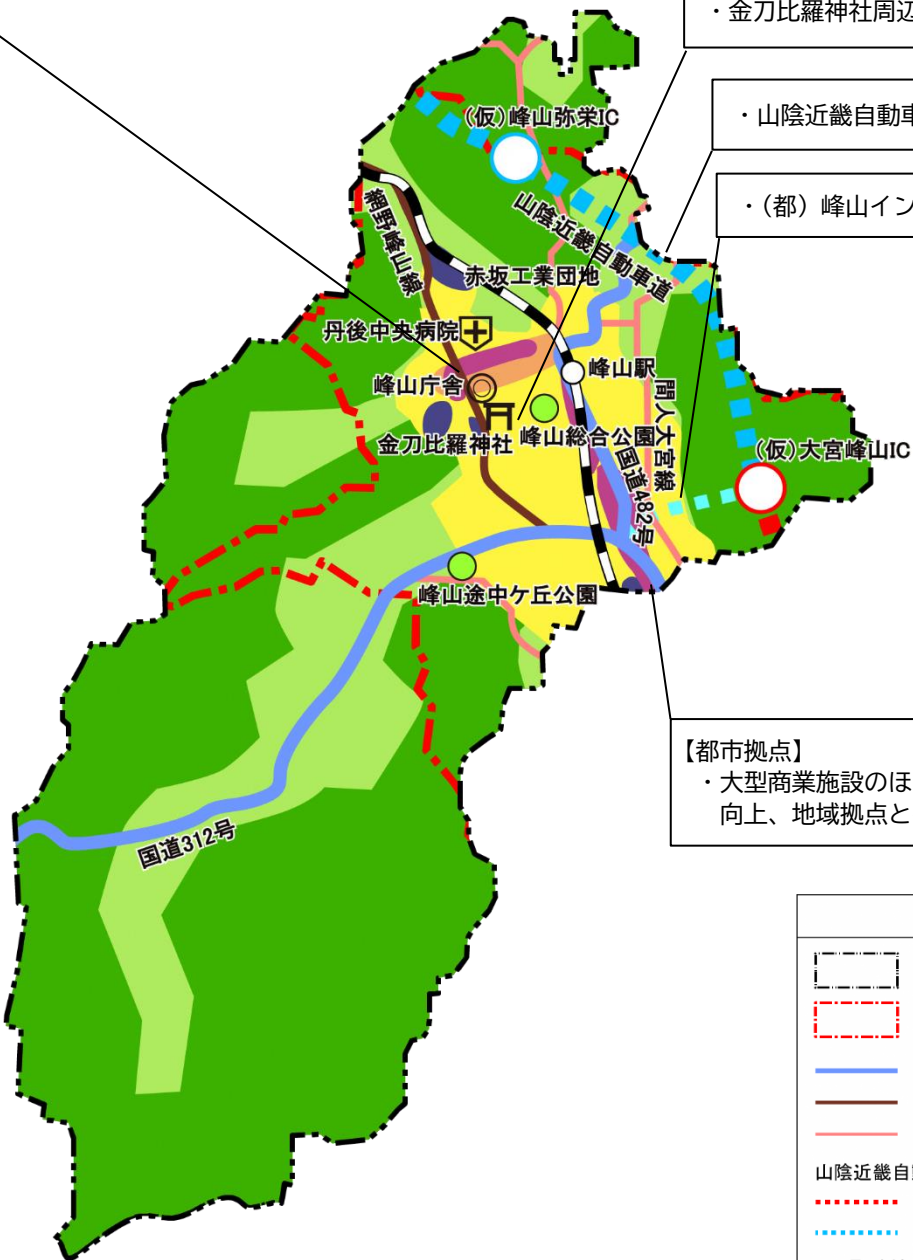 ・金刀比羅神社周辺
・山陰近畿自動車
・（都）峰山イン
(仮)峰山弥栄IC
網野峰山線
山陰近畿自動車道
赤坂工業団地
丹後中央病院
峰山庁舎
峰山駅
間人大宮線
金刀比羅神社
峰山総合公園
国道482号
(仮)大宮峰山IC
峰山途中ケ丘公園
【都市拠点】
・大型商業施設のほ
向上、地域拠点と
国道312号
山陰近畿自